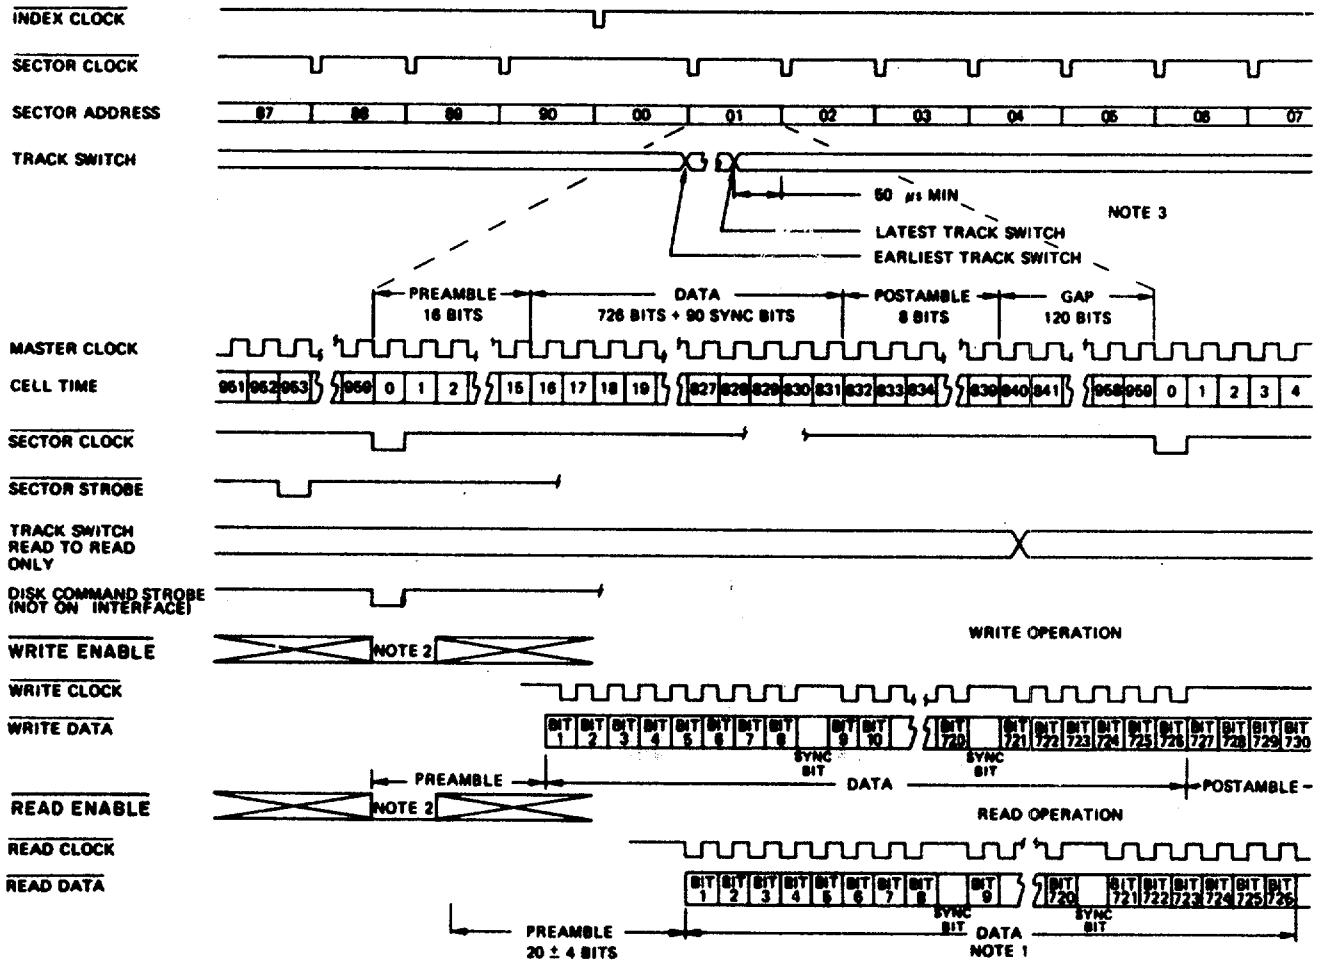 INDEX CLOCK
SECTOR CLOCK
SECTOR ADDRESS 87 88 89 90 00 01 02 03 04 05 06 07
TRACK SWITCH
50 µs MIN
NOTE 3
LATEST TRACK SWITCH
EARLIEST TRACK SWITCH
PREAMBLE DATA POSTAMBLE GAP
16 BITS 726 BITS + 90 SYNC BITS 8 BITS 120 BITS
MASTER CLOCK
CELL TIME 951 952 953 959 0 1 2 15 16 17 18 19 827 828 829 830 831 832 833 834 839 840 841 958 959 0 1 2 3 4
SECTOR CLOCK
SECTOR STROBE
TRACK SWITCH
READ TO READ
ONLY
DISK COMMAND STROBE
(NOT ON INTERFACE)
WRITE OPERATION
WRITE ENABLE NOTE 2
WRITE CLOCK
WRITE DATA BIT 1 BIT 2 BIT 3 BIT 4 BIT 5 BIT 6 BIT 7 BIT 8 BIT 9 BIT 10 BIT 720 BIT 721 BIT 722 BIT 723 BIT 724 BIT 725 BIT 726 BIT 727 BIT 728 BIT 729 BIT 730
SYNC BIT SYNC BIT
PREAMBLE DATA POSTAMBLE
READ ENABLE NOTE 2
READ OPERATION
READ CLOCK
READ DATA BIT 1 BIT 2 BIT 3 BIT 4 BIT 5 BIT 6 BIT 7 BIT 8 BIT 9 BIT 720 BIT 721 BIT 722 BIT 723 BIT 724 BIT 725 BIT 726
SYNC BIT SYNC BIT
PREAMBLE DATA
20 ± 4 BITS NOTE 1